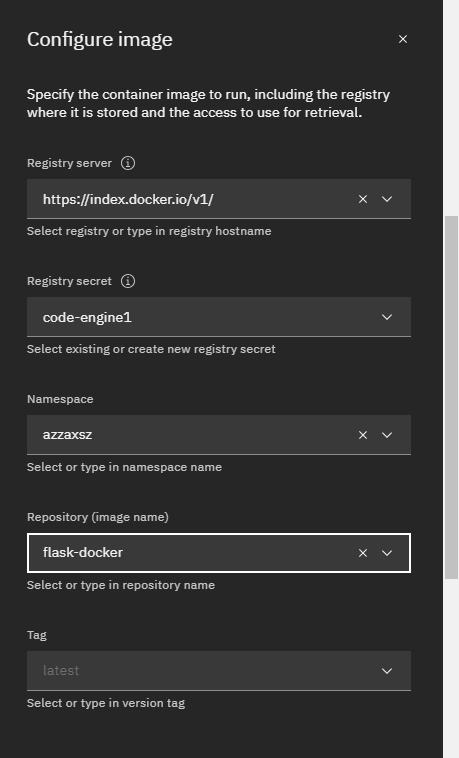 Configure image
Specify the container image to run, including the registry
where it is stored and the access to use for retrieval.
Registry server
https://index.docker.io/v1/
Select registry or type in registry hostname
Registry secret
code-engine1
Select existing or create new registry secret
Namespace
azzaxsz
Select or type in namespace name
Repository (image name)
flask-docker
Select or type in repository name
Tag
latest
Select or type in version tag